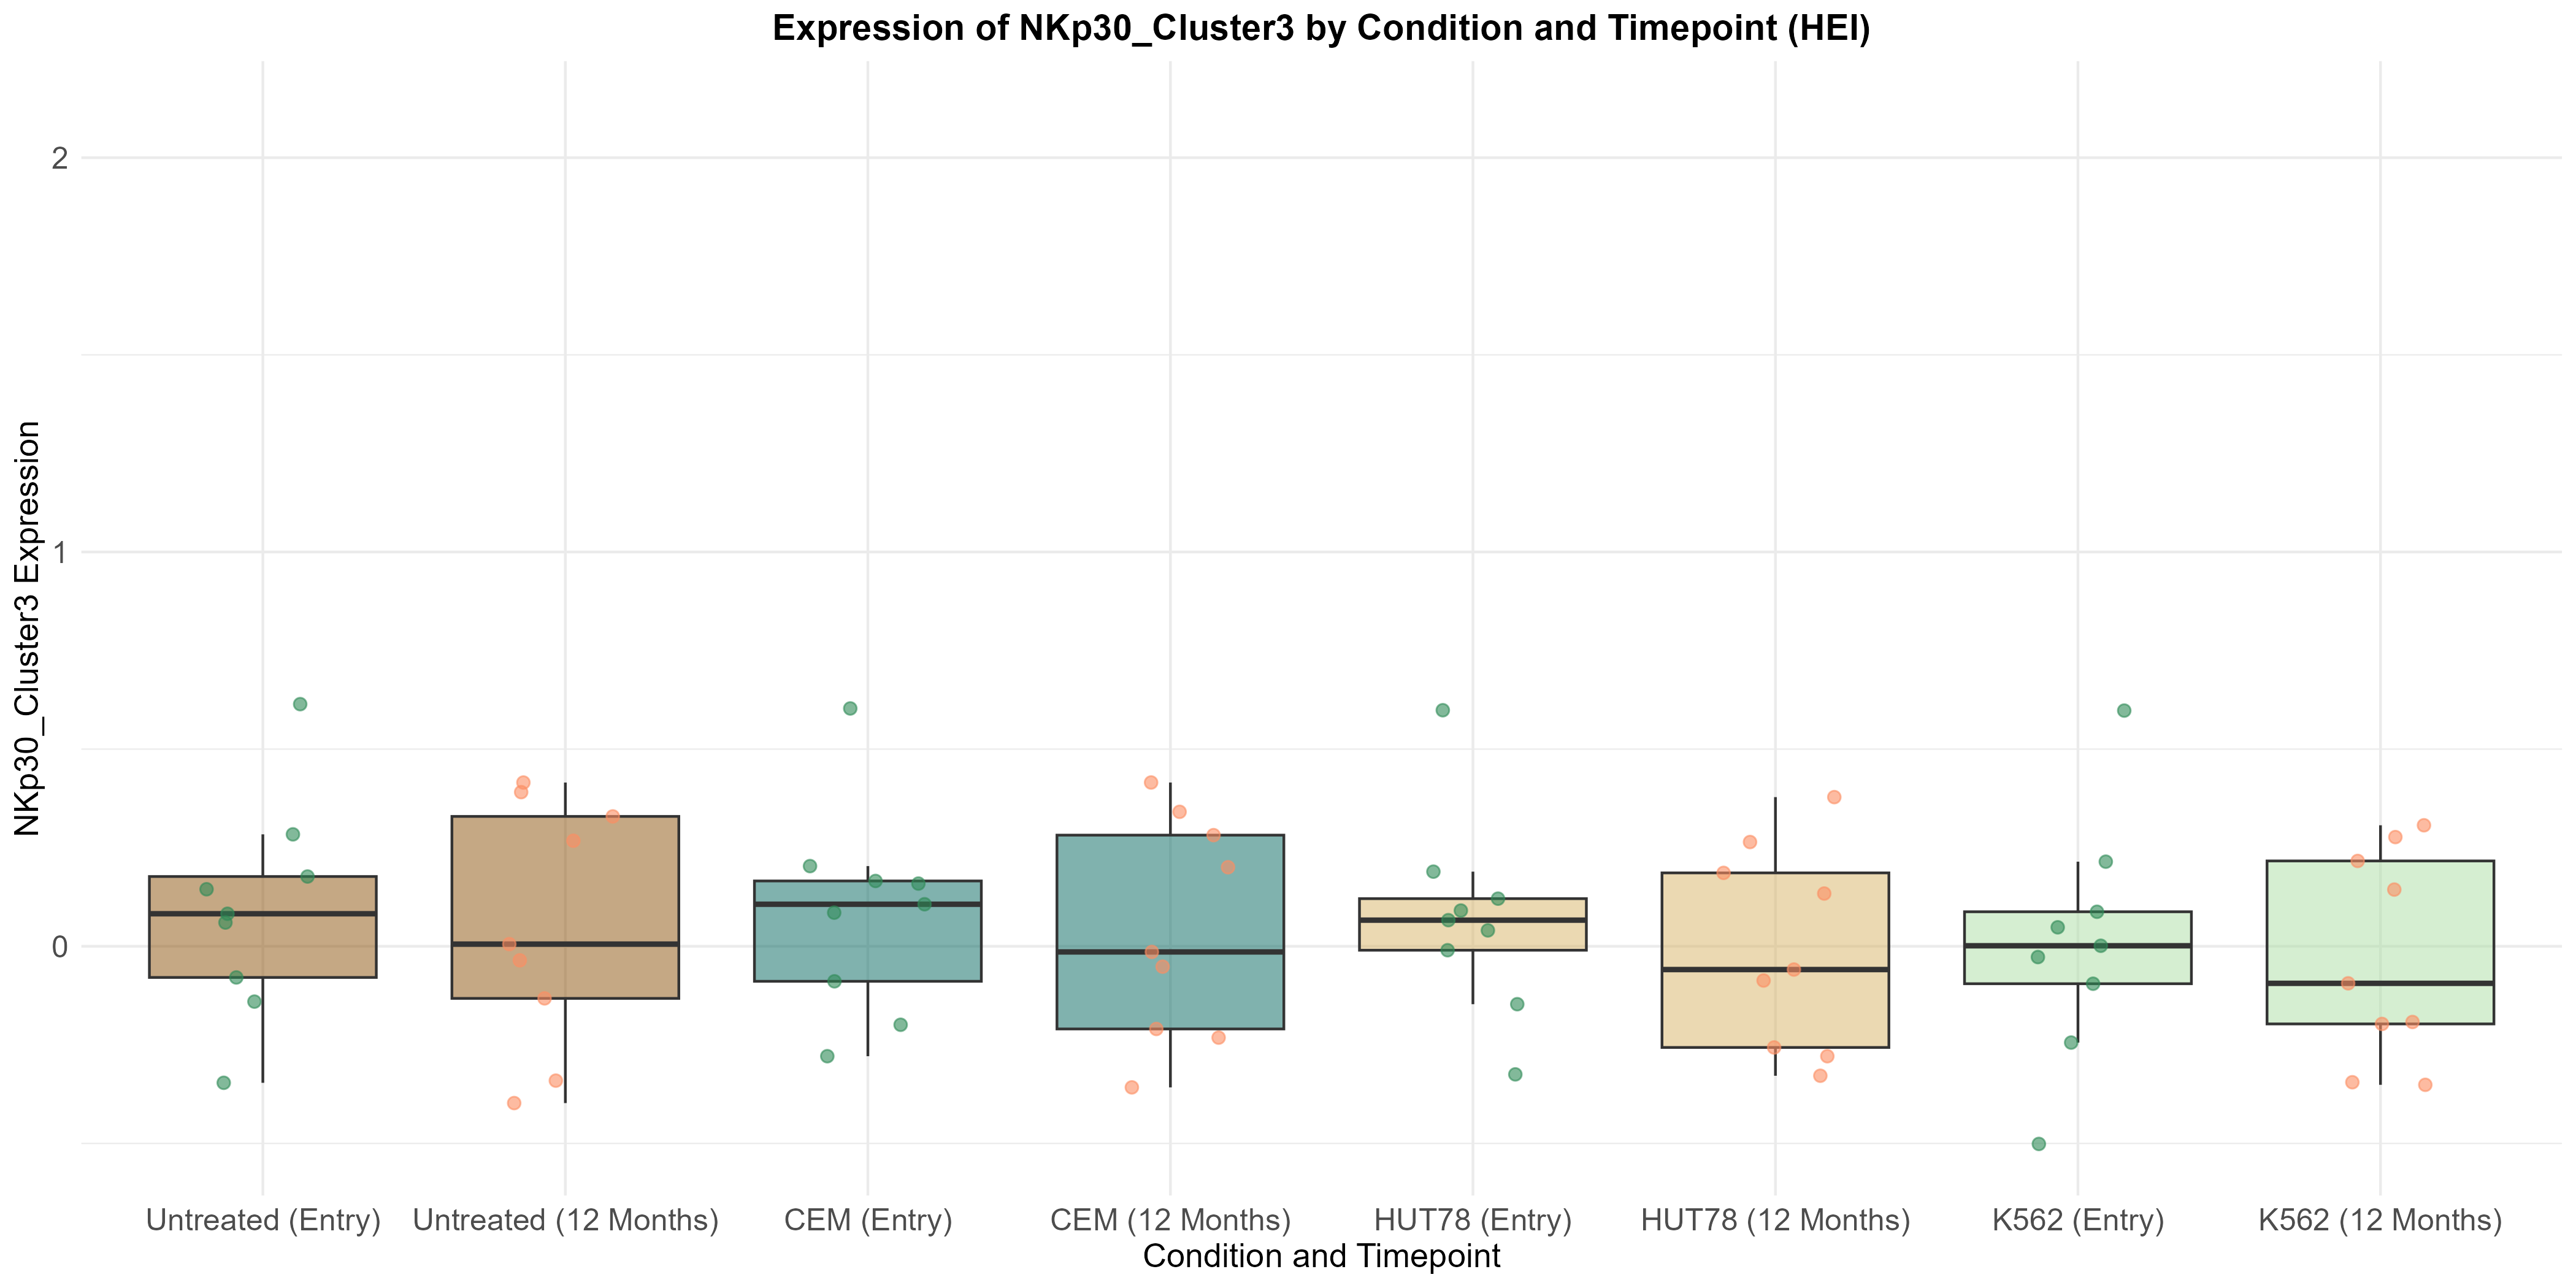 Expression of NKp30_Cluster3 by Condition and Timepoint (HEI)
NKp30_Cluster3 Expression
2
1
0
Untreated (Entry)
Untreated (12 Months)
CEM (Entry)
CEM (12 Months)
HUT78 (Entry)
HUT78 (12 Months)
K562 (Entry)
K562 (12 Months)
Condition and Timepoint